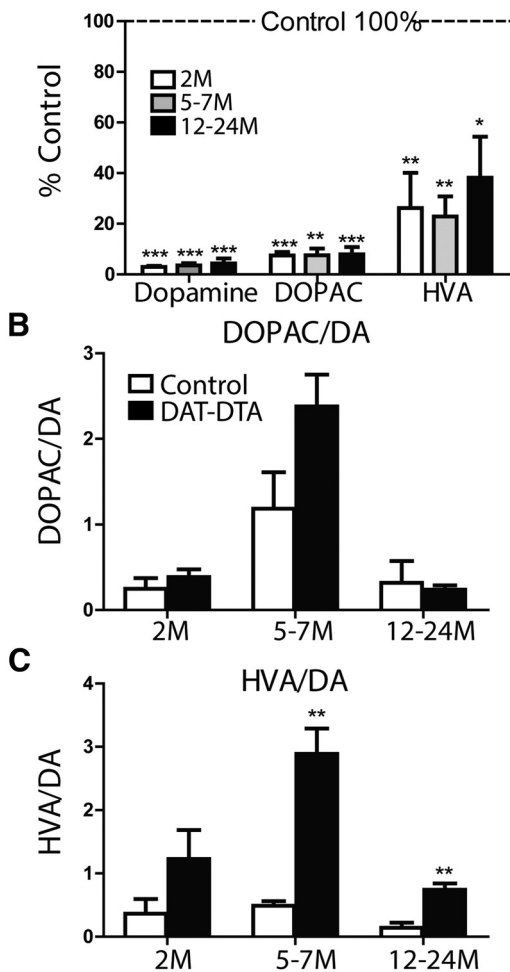 100
Control 100%
80
60
40
20
0
% Control
2M
5-7M
12-24M
*** *** ***
*** ** ***
** ** *
Dopamine DOPAC HVA
B
DOPAC/DA
3
2
1
0
DOPAC/DA
Control
DAT-DTA
2M 5-7M 12-24M
C
HVA/DA
4
3
2
1
0
HVA/DA
**
**
2M 5-7M 12-24M